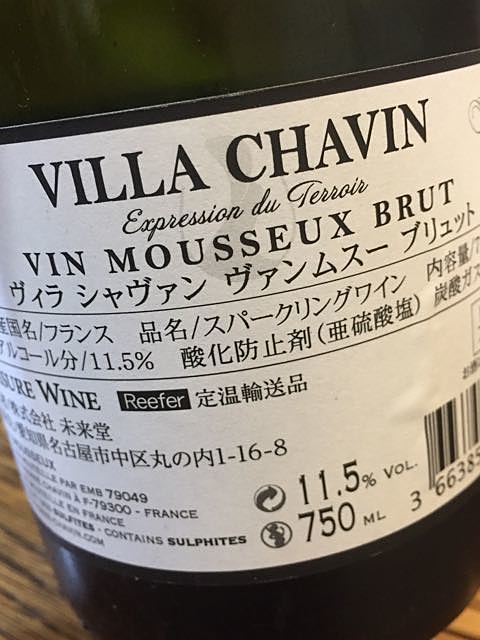 VILLA CHAVIN
Expression du Terroir
VIN MOUSSEUX BRUT
ヴィラ シャヴァン ヴァンムスー ブリュット
産国名/フランス 品名/スパークリングワイン 内容量/7
アルコール分/11.5% 酸化防止剤(亜硫酸塩) 炭酸ガス
SURE WINE Reefer 定温輸送品
株式会社 未来堂
愛知県名古屋市中区丸の内1-16-8
OUSSEUX
PAR EMB 79049
CHAVIN À F-79300 - FRANCE
EN FRANCE
SULFITES - CONTAINS SULPHITES
CHAVIN.COM
11.5% VOL.
750 ML
3 66385